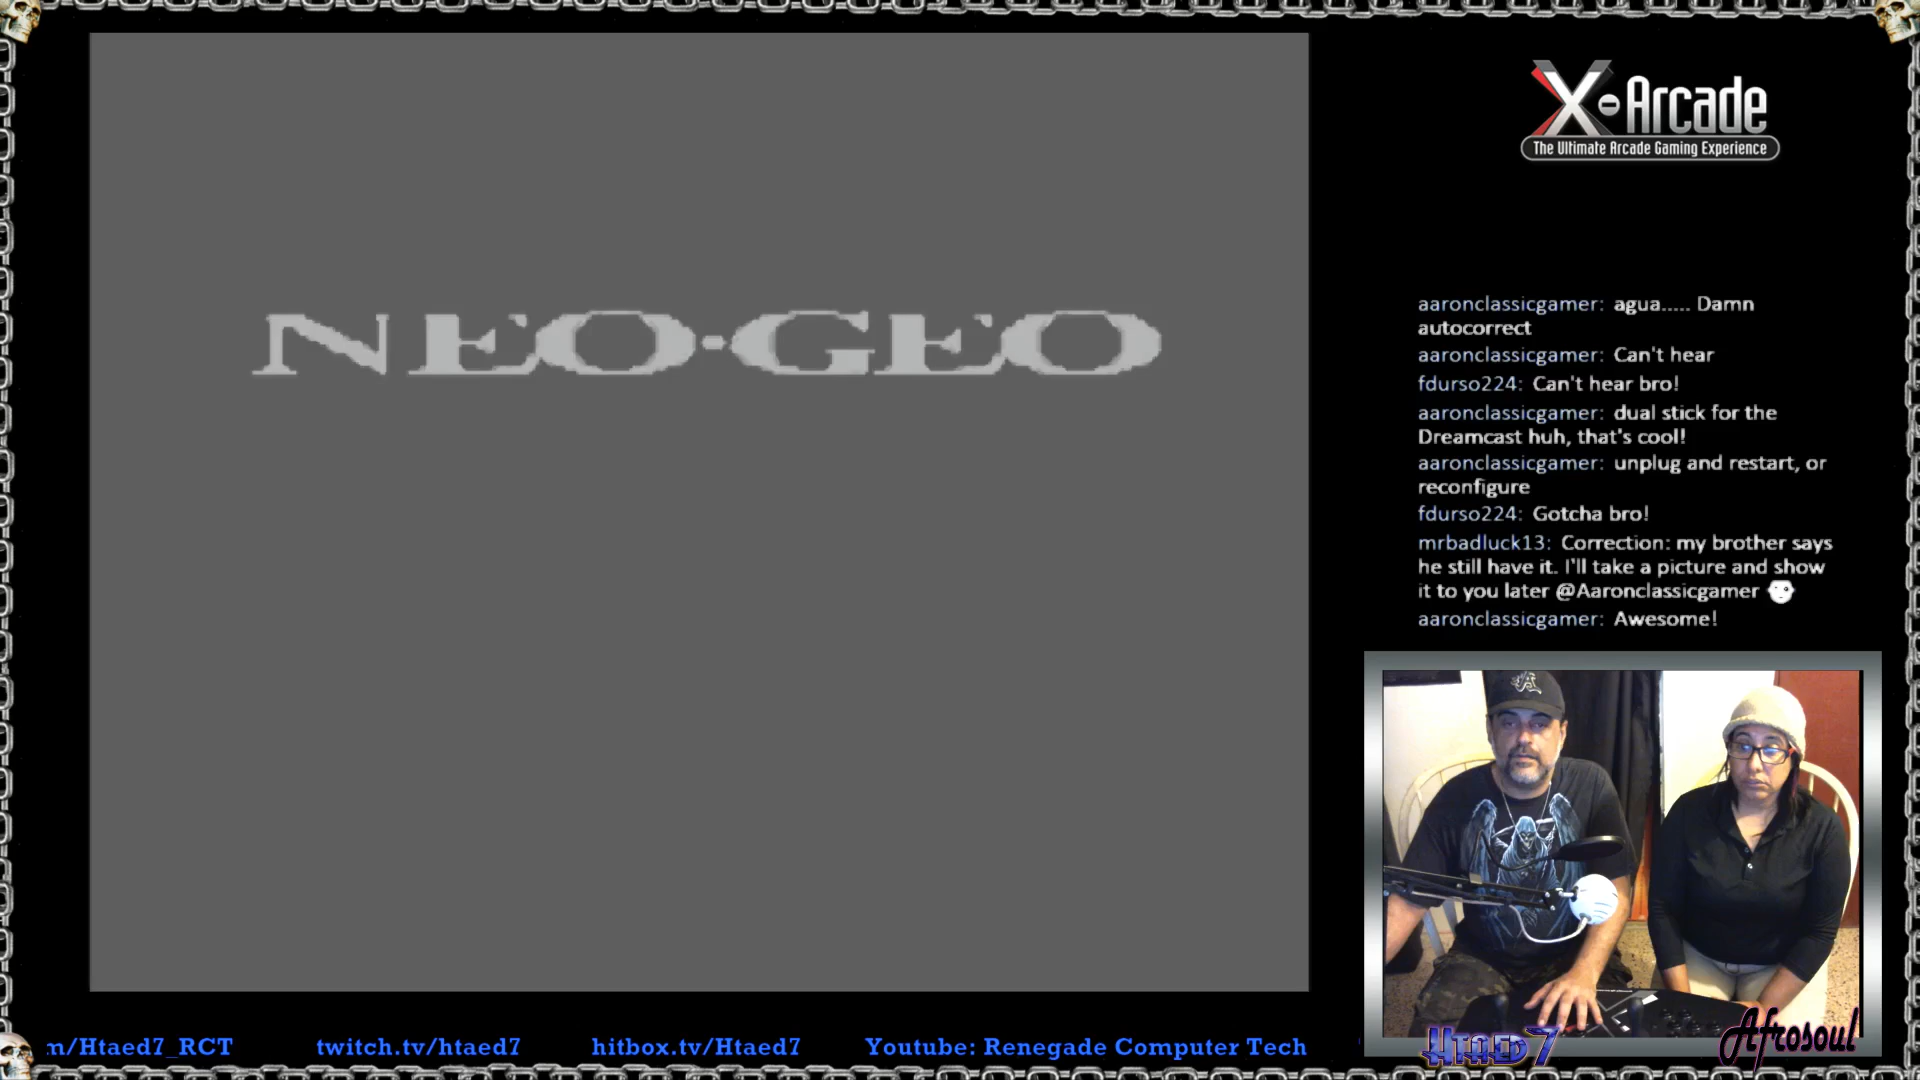 NEO·GEO
X-Arcade
The Ultimate Arcade Gaming Experience
aaronclassicgamer: agua..... Damn
autocorrect
aaronclassicgamer: Can't hear
fdurso224: Can't hear bro!
aaronclassicgamer: dual stick for the
Dreamcast huh, that's cool!
aaronclassicgamer: unplug and restart, or
reconfigure
fdurso224: Gotcha bro!
mrbadluck13: Correction: my brother says
he still have it. I'll take a picture and show
it to you later @Aaronclassicgamer
aaronclassicgamer: Awesome!
Htaed7
Afrosoul
m/Htaed7_RCT twitch.tv/htaed7 hitbox.tv/Htaed7 Youtube: Renegade Computer Tech